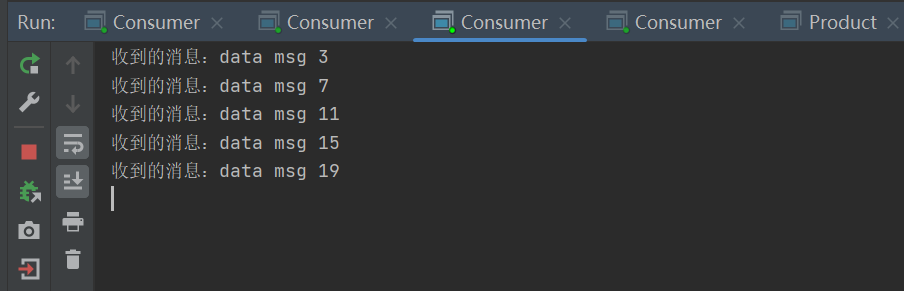 Run: Consumer Consumer Consumer Consumer Product
收到的消息：data msg 3
收到的消息：data msg 7
收到的消息：data msg 11
收到的消息：data msg 15
收到的消息：data msg 19